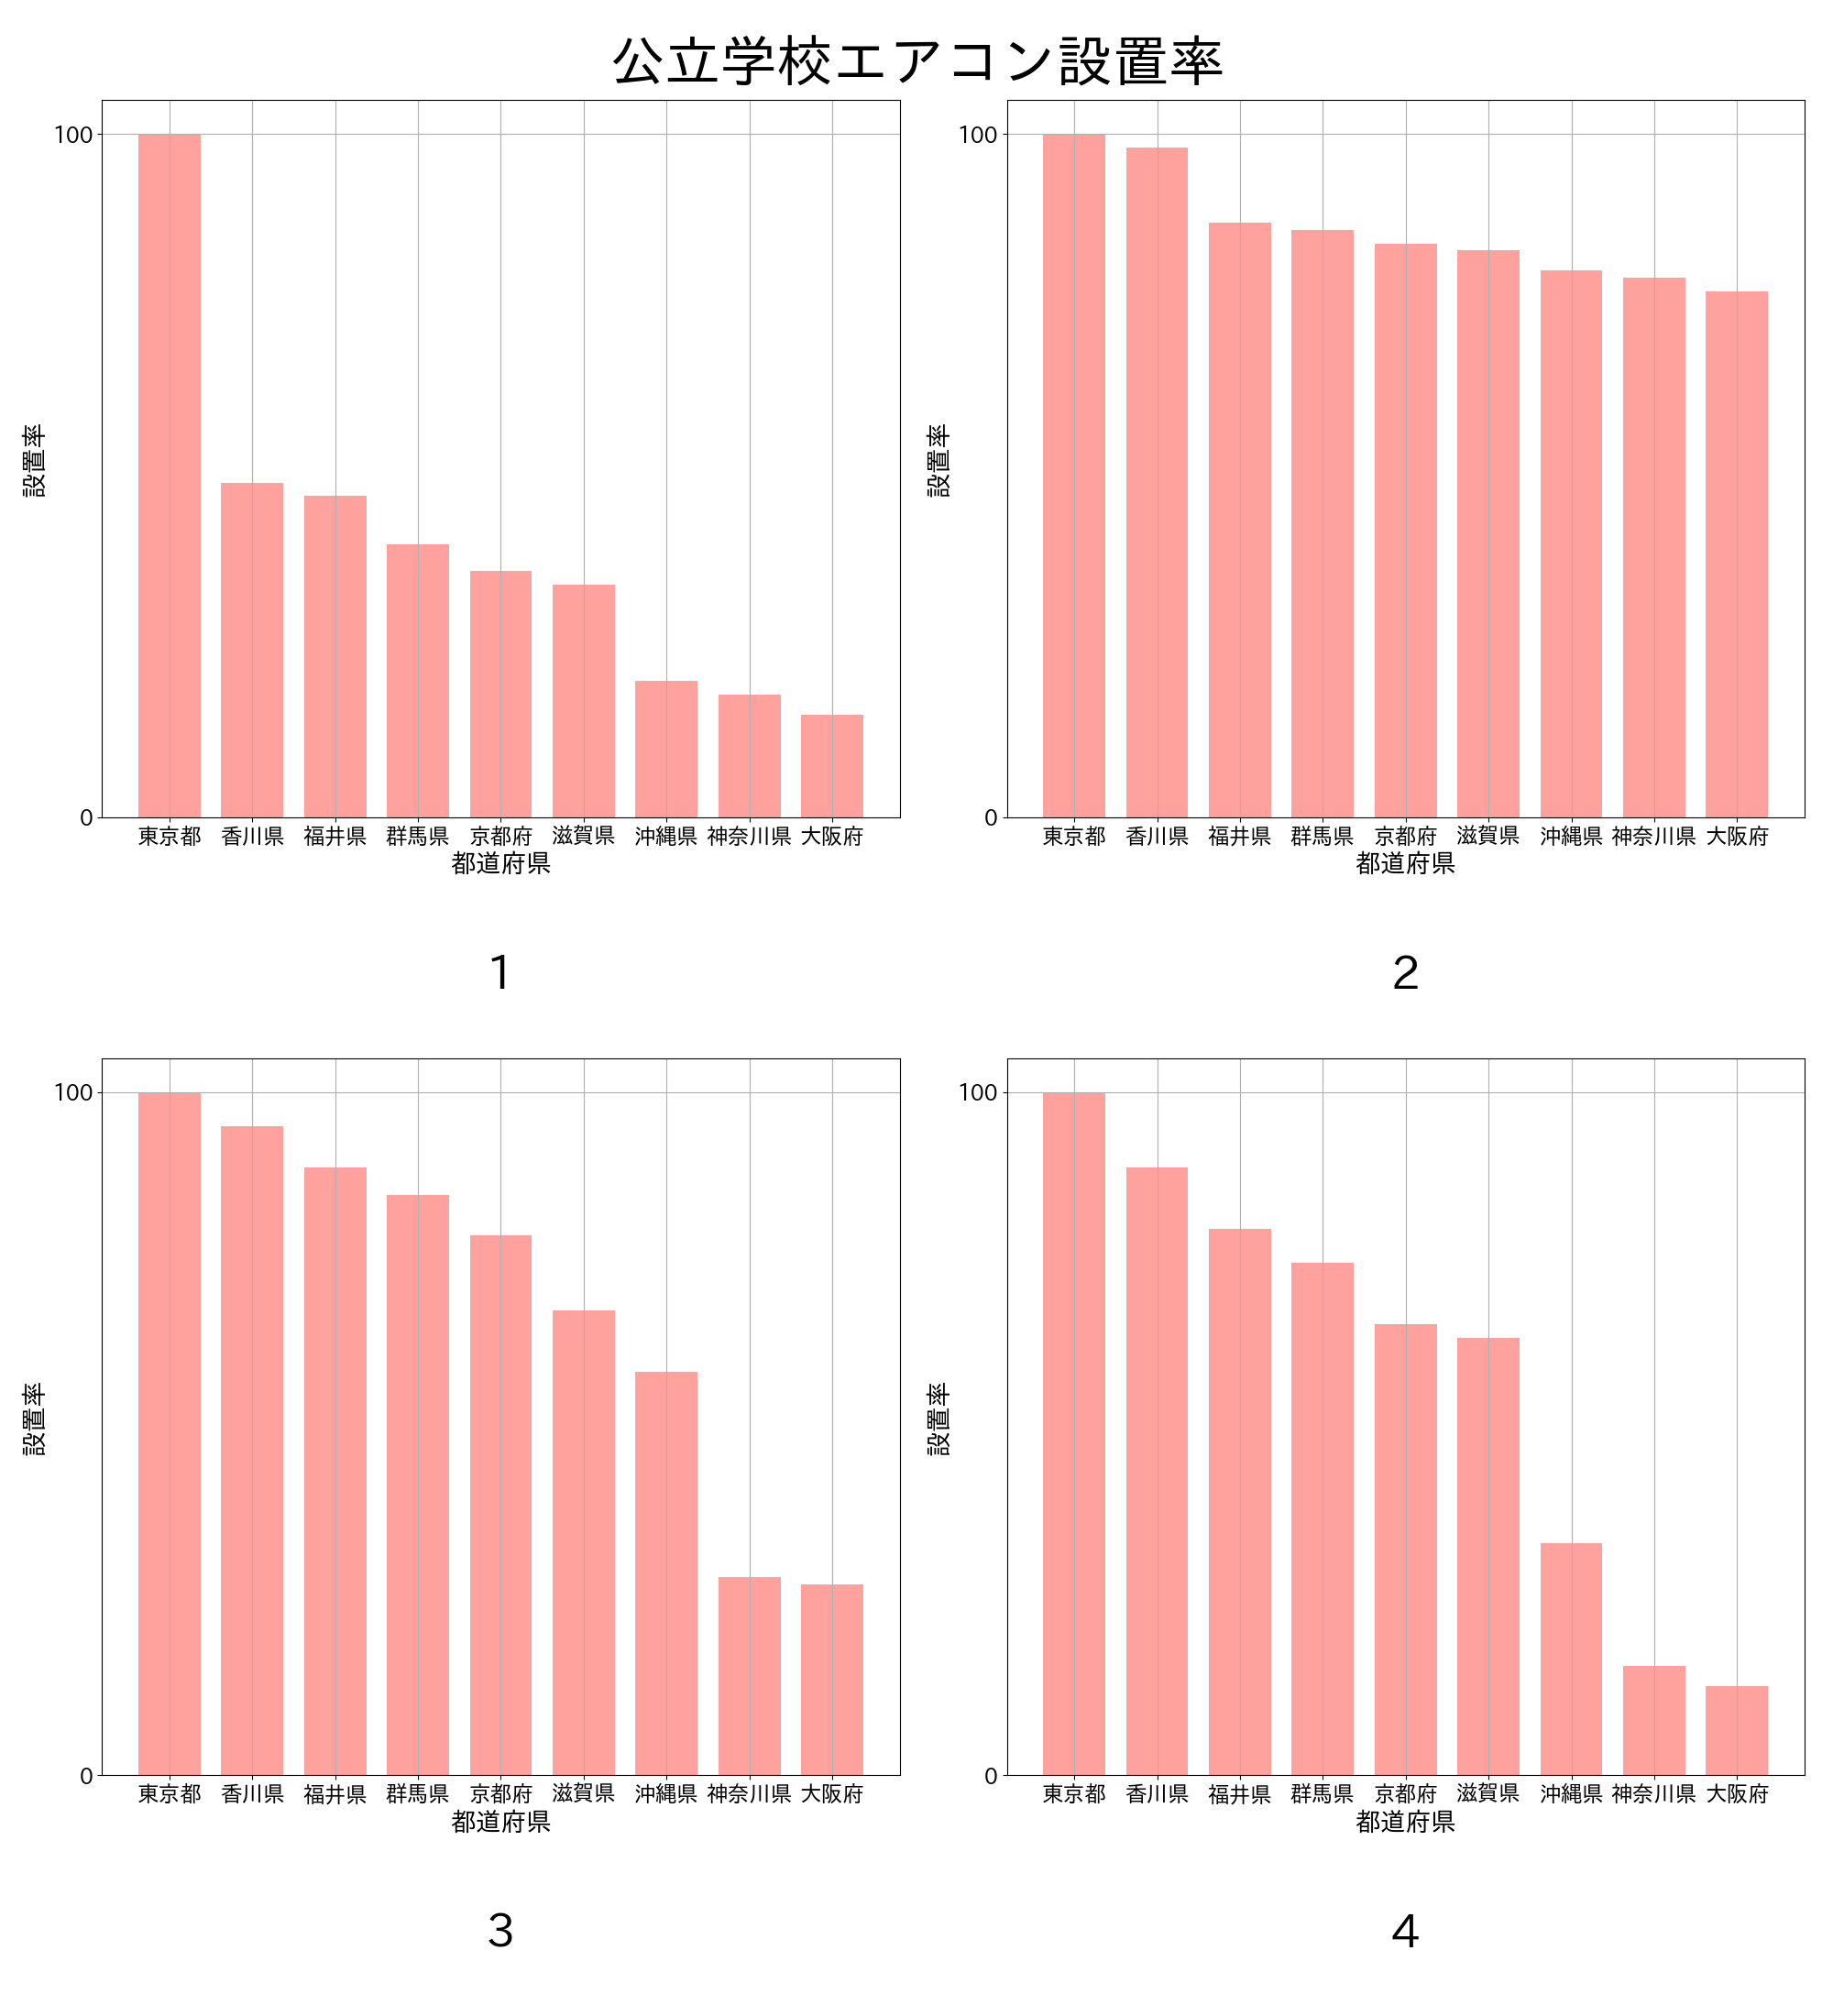 公立学校エアコン設置率
100
0
設置率
東京都 香川県 福井県 群馬県 京都府 滋賀県 沖縄県 神奈川県 大阪府
都道府県
1
100
0
設置率
東京都 香川県 福井県 群馬県 京都府 滋賀県 沖縄県 神奈川県 大阪府
都道府県
2
100
0
設置率
東京都 香川県 福井県 群馬県 京都府 滋賀県 沖縄県 神奈川県 大阪府
都道府県
3
100
0
設置率
東京都 香川県 福井県 群馬県 京都府 滋賀県 沖縄県 神奈川県 大阪府
都道府県
4